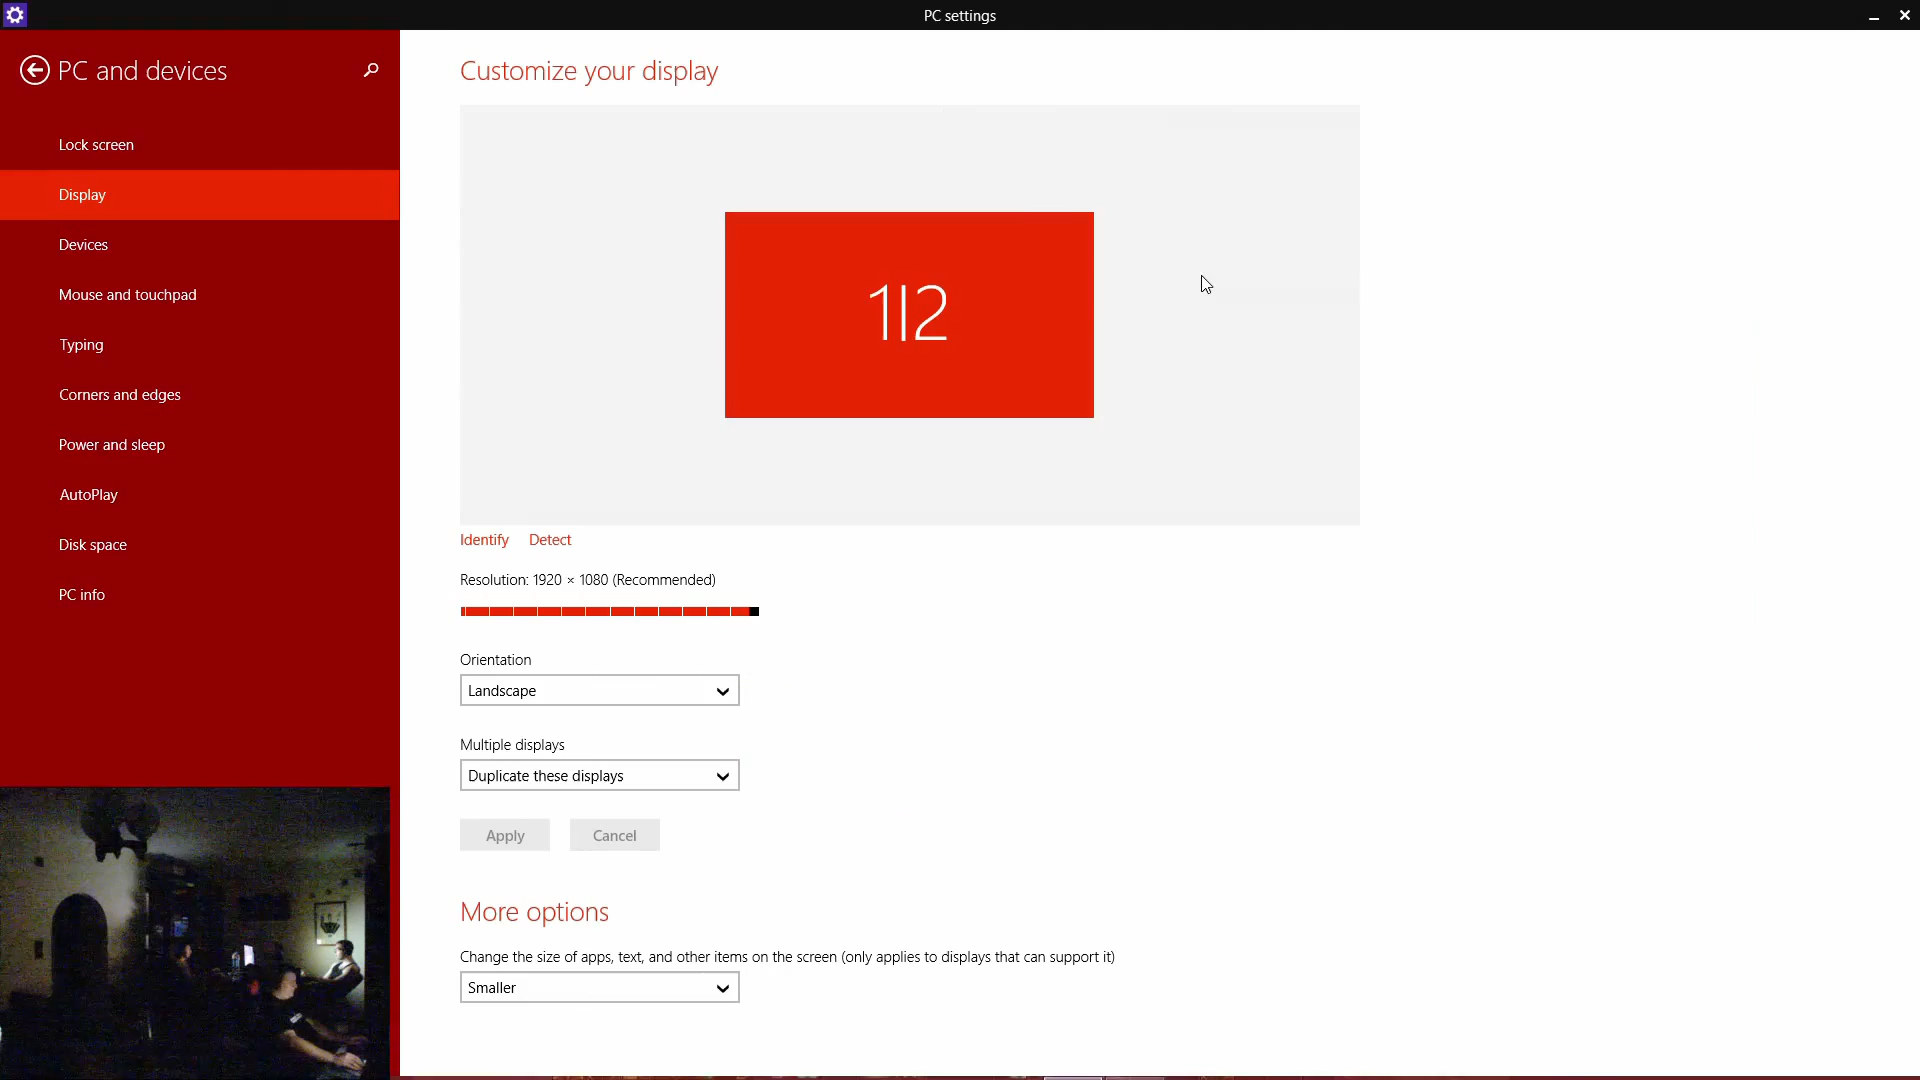 PC settings
PC and devices
Lock screen
Display
Devices
Mouse and touchpad
Typing
Corners and edges
Power and sleep
AutoPlay
Disk space
PC info
Customize your display
1|2
Identify Detect
Resolution: 1920 × 1080 (Recommended)
Orientation
Landscape
Multiple displays
Duplicate these displays
Apply Cancel
More options
Change the size of apps, text, and other items on the screen (only applies to displays that can support it)
Smaller